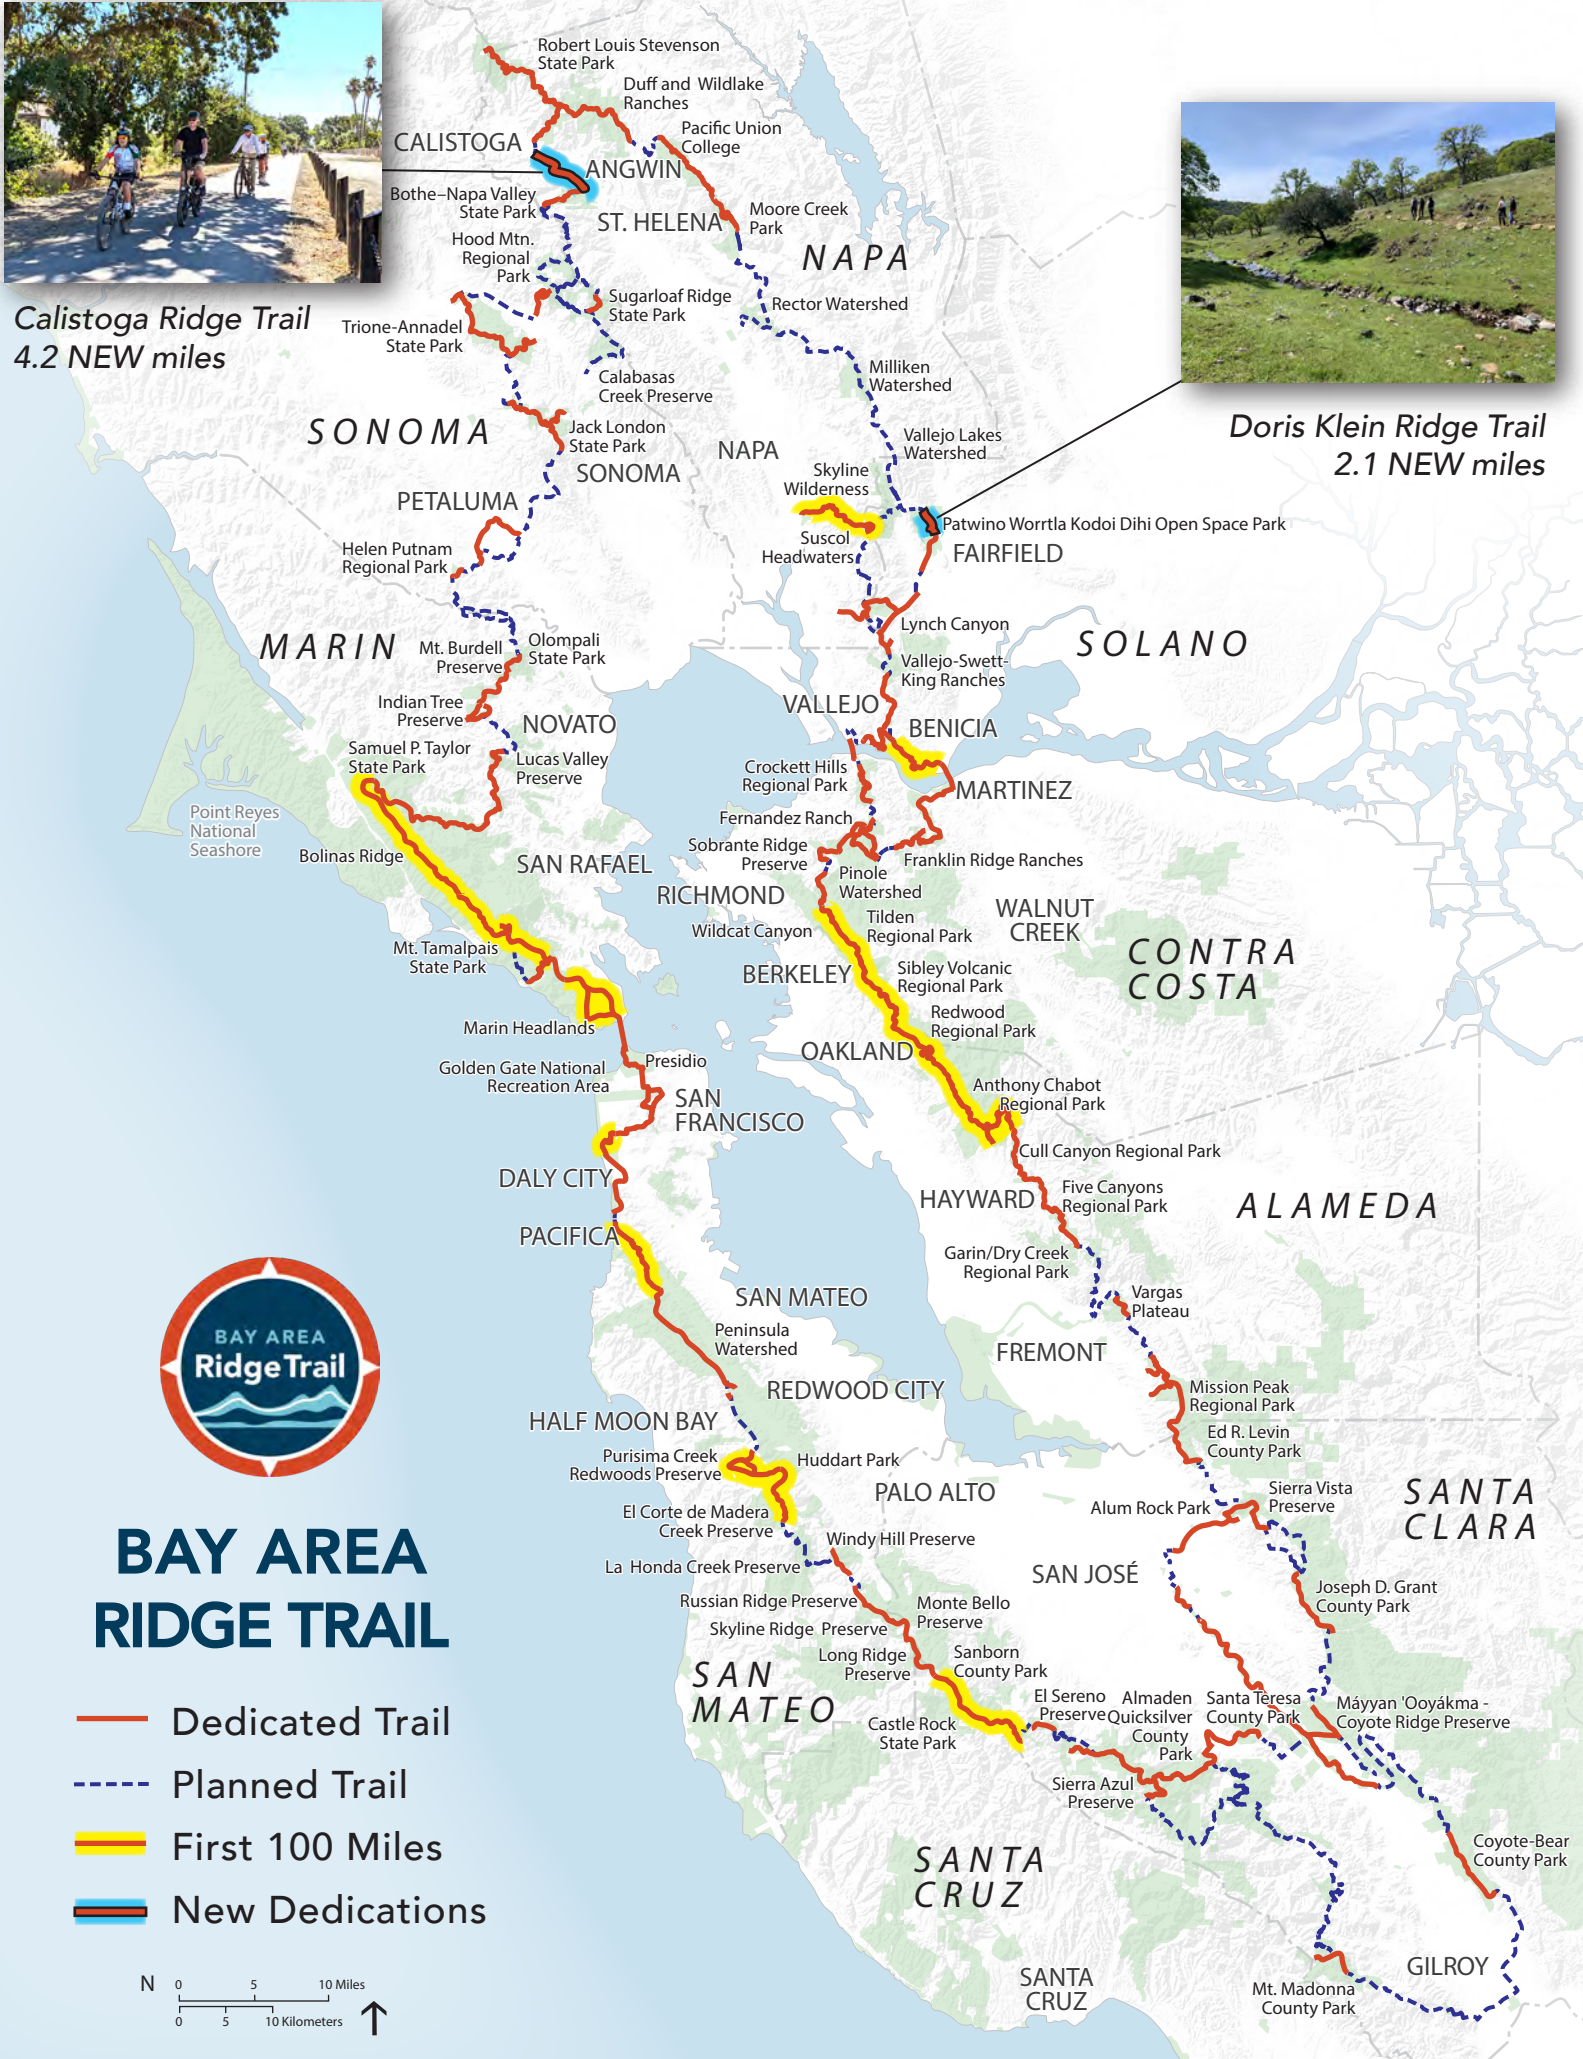 Robert Louis Stevenson
State Park
Duff and Wildlake
Ranches
CALISTOGA
Pacific Union
College
ANGWIN
Bothe–Napa Valley
State Park
ST. HELENA
Moore Creek
Park
Hood Mtn.
Regional
Park
NAPA
Calistoga Ridge Trail
4.2 NEW miles
Sugarloaf Ridge
State Park
Rector Watershed
Trione-Annadel
State Park
Milliken
Watershed
Calabasas
Creek Preserve
Doris Klein Ridge Trail
2.1 NEW miles
SONOMA
Jack London
State Park
NAPA
Vallejo Lakes
Watershed
SONOMA
Skyline
Wilderness
PETALUMA
Patwino Worrtla Kodoi Dihi Open Space Park
Suscol
Headwaters
FAIRFIELD
Helen Putnam
Regional Park
Lynch Canyon
MARIN
Mt. Burdell
Preserve
Olompali
State Park
SOLANO
Vallejo-Swett-
King Ranches
Indian Tree
Preserve
VALLEJO
NOVATO
BENICIA
Samuel P. Taylor
State Park
Lucas Valley
Preserve
Crockett Hills
Regional Park
MARTINEZ
Point Reyes
National
Seashore
Fernandez Ranch
Bolinas Ridge
SAN RAFAEL
Sobrante Ridge
Preserve
Franklin Ridge Ranches
Pinole
Watershed
RICHMOND
WALNUT
CREEK
Tilden
Regional Park
Wildcat Canyon
Mt. Tamalpais
State Park
CONTRA
COSTA
BERKELEY
Sibley Volcanic
Regional Park
Redwood
Regional Park
Marin Headlands
OAKLAND
Golden Gate National
Recreation Area
Presidio
Anthony Chabot
Regional Park
SAN
FRANCISCO
Cull Canyon Regional Park
DALY CITY
HAYWARD
Five Canyons
Regional Park
ALAMEDA
PACIFICA
Garin/Dry Creek
Regional Park
SAN MATEO
Vargas
Plateau
BAY AREA
Ridge Trail
Peninsula
Watershed
FREMONT
REDWOOD CITY
Mission Peak
Regional Park
HALF MOON BAY
Ed R. Levin
County Park
Purisima Creek
Redwoods Preserve
Huddart Park
PALO ALTO
Sierra Vista
Preserve
SANTA
CLARA
Alum Rock Park
El Corte de Madera
Creek Preserve
Windy Hill Preserve
BAY AREA
RIDGE TRAIL
La Honda Creek Preserve
SAN JOSÉ
Joseph D. Grant
County Park
Russian Ridge Preserve
Monte Bello
Preserve
Skyline Ridge Preserve
Long Ridge
Preserve
Sanborn
County Park
SAN
MATEO
El Sereno
Preserve
Almaden
Quicksilver
County
Park
Santa Teresa
County Park
Máyyan 'Ooyákma -
Coyote Ridge Preserve
Castle Rock
State Park
Dedicated Trail
Planned Trail
First 100 Miles
New Dedications
Sierra Azul
Preserve
SANTA
CRUZ
Coyote-Bear
County Park
GILROY
SANTA
CRUZ
Mt. Madonna
County Park
N
0 5 10 Miles
0 5 10 Kilometers